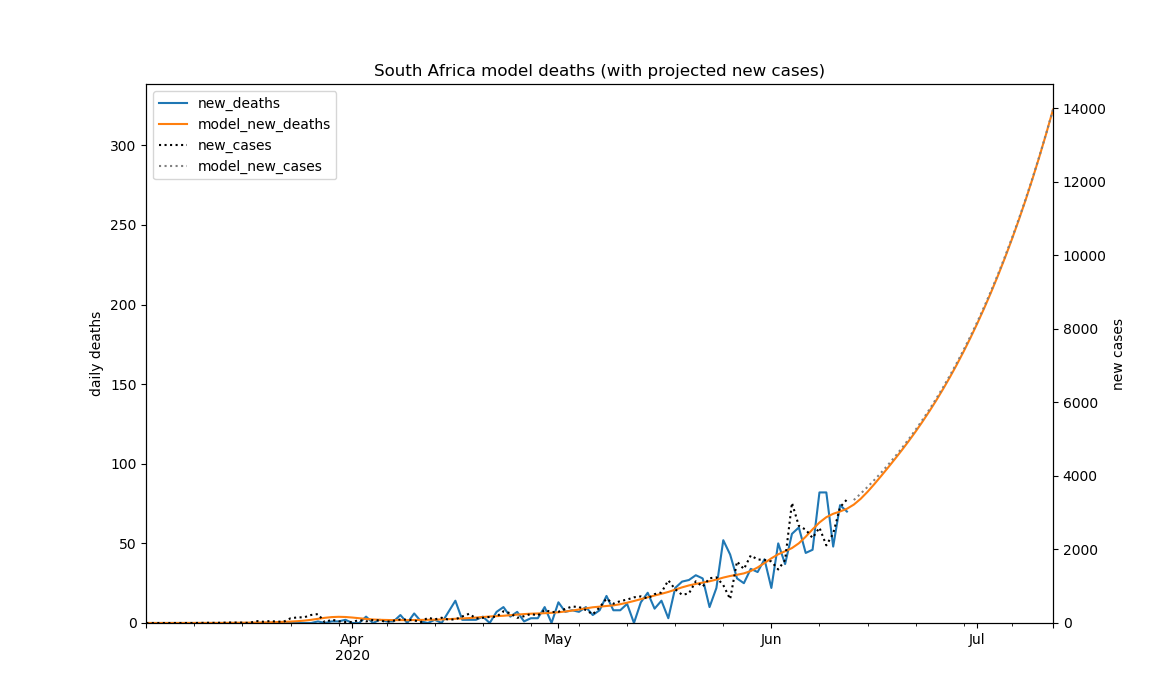 South Africa model deaths (with projected new cases)
new_deaths
model_new_deaths
new_cases
model_new_cases
daily deaths
300
250
200
150
100
50
0
14000
12000
10000
8000
6000
4000
2000
0
new cases
Apr
2020
May
Jun
Jul